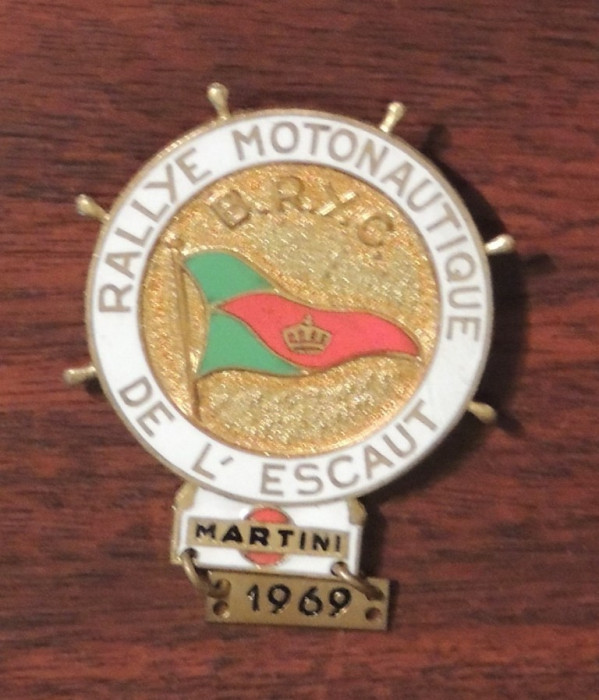 RALLYE MOTONAUTIQUE
B.R.Y.C.
DE L' ESCAUT
MARTINI
1969